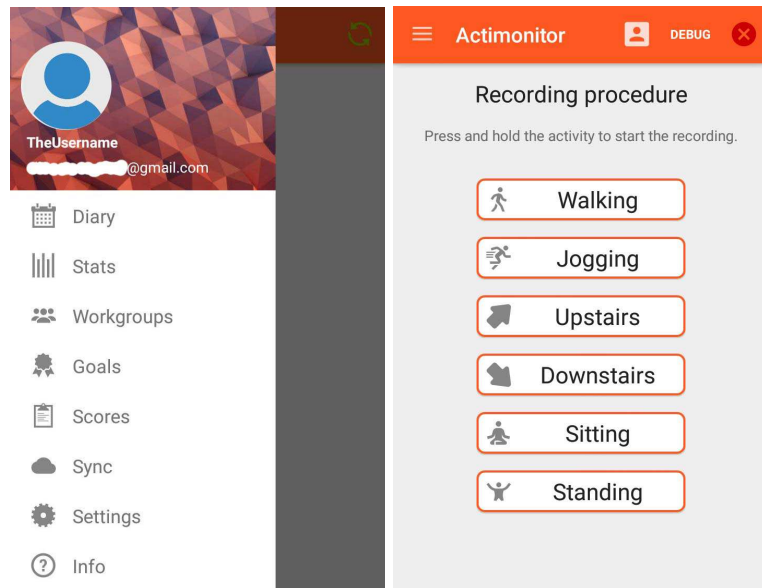 TheUsername
@gmail.com
Diary
Stats
Workgroups
Goals
Scores
Sync
Settings
Info
Actimonitor
DEBUG
Recording procedure
Press and hold the activity to start the recording.
Walking
Jogging
Upstairs
Downstairs
Sitting
Standing